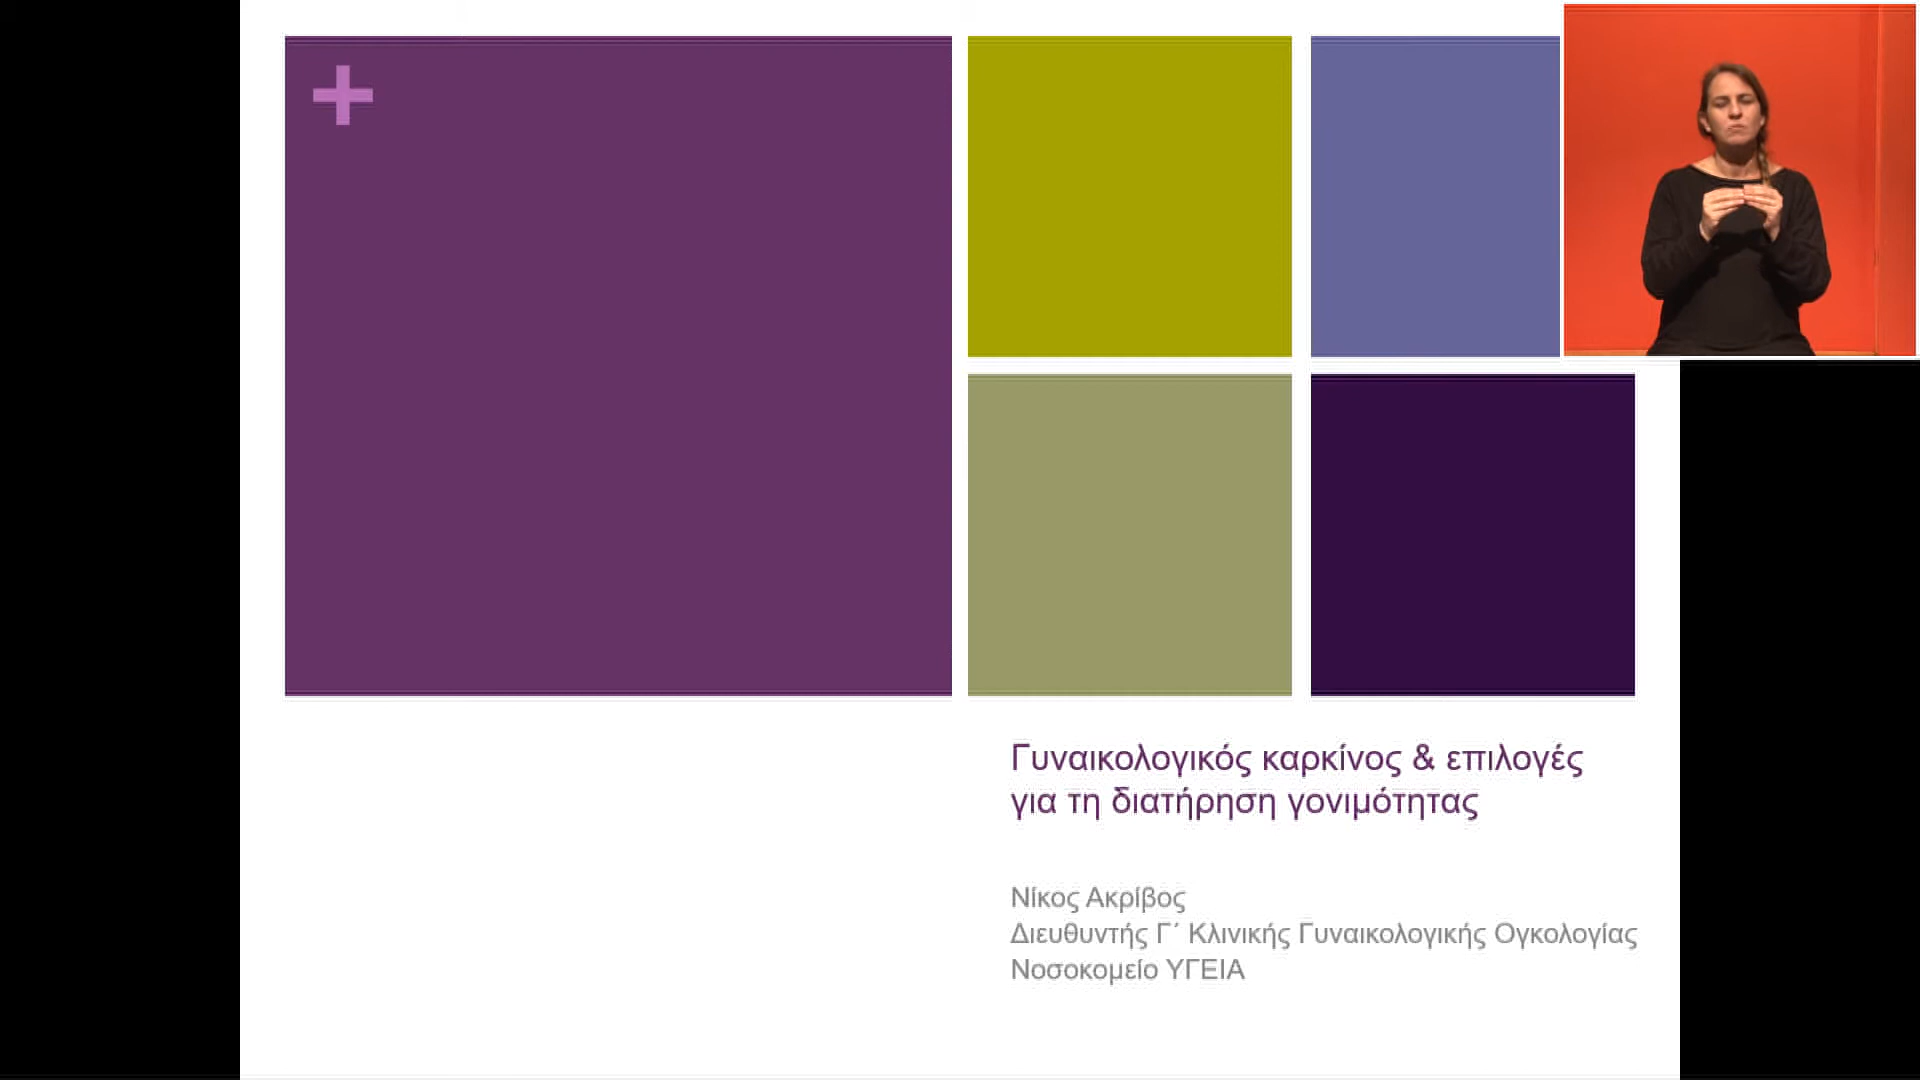 Γυναικολογικός καρκίνος & επιλογές
για τη διατήρηση γονιμότητας
Νίκος Ακρίβος
Διευθυντής Γ΄ Κλινικής Γυναικολογικής Ογκολογίας
Νοσοκομείο ΥΓΕΙΑ